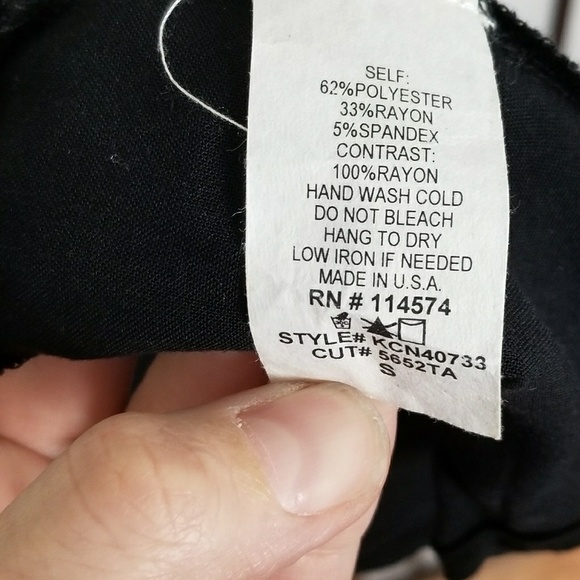 SELF:
62%POLYESTER
33%RAYON
5%SPANDEX
CONTRAST:
100%RAYON
HAND WASH COLD
DO NOT BLEACH
HANG TO DRY
LOW IRON IF NEEDED
MADE IN U.S.A.
RN # 114574
STYLE# KCN40733
CUT# 5652TA
S